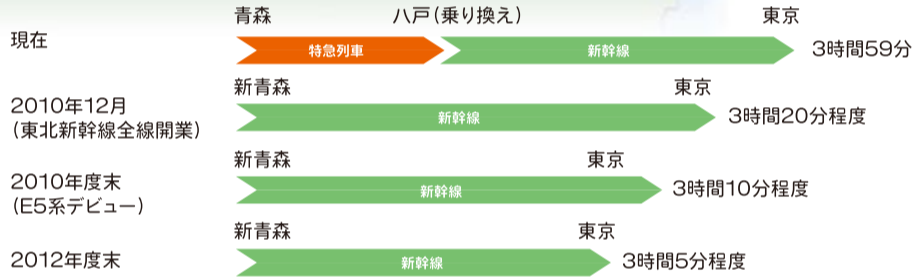 青森 八戸(乗り換え) 東京
現在 特急列車 新幹線 3時間59分
新青森 東京
2010年12月
(東北新幹線全線開業)
新幹線 3時間20分程度
新青森 東京
2010年度末
(E5系デビュー)
新幹線 3時間10分程度
新青森 東京
2012年度末 新幹線 3時間5分程度